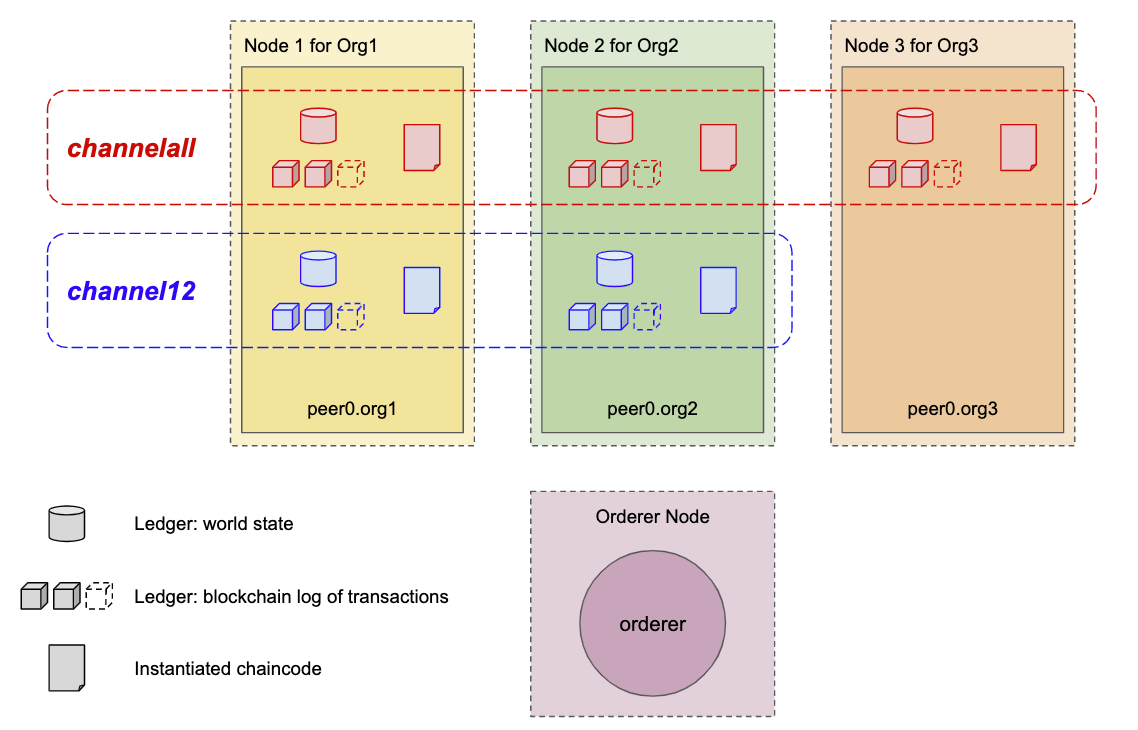 Node 1 for Org1
Node 2 for Org2
Node 3 for Org3
channelall
channel12
peer0.org1
peer0.org2
peer0.org3
Ledger: world state
Ledger: blockchain log of transactions
Instantiated chaincode
Orderer Node
orderer